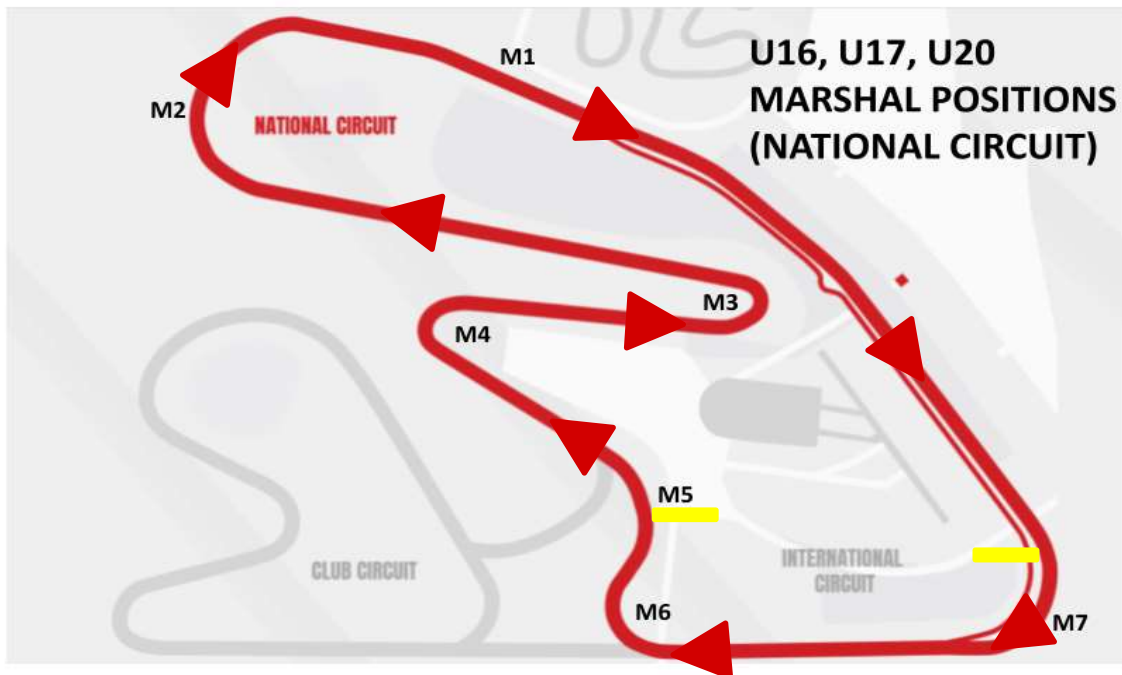 U16, U17, U20
MARSHAL POSITIONS
(NATIONAL CIRCUIT)
M1
M2
NATIONAL CIRCUIT
M3
M4
M5
INTERNATIONAL
CIRCUIT
CLUB CIRCUIT
M6
M7